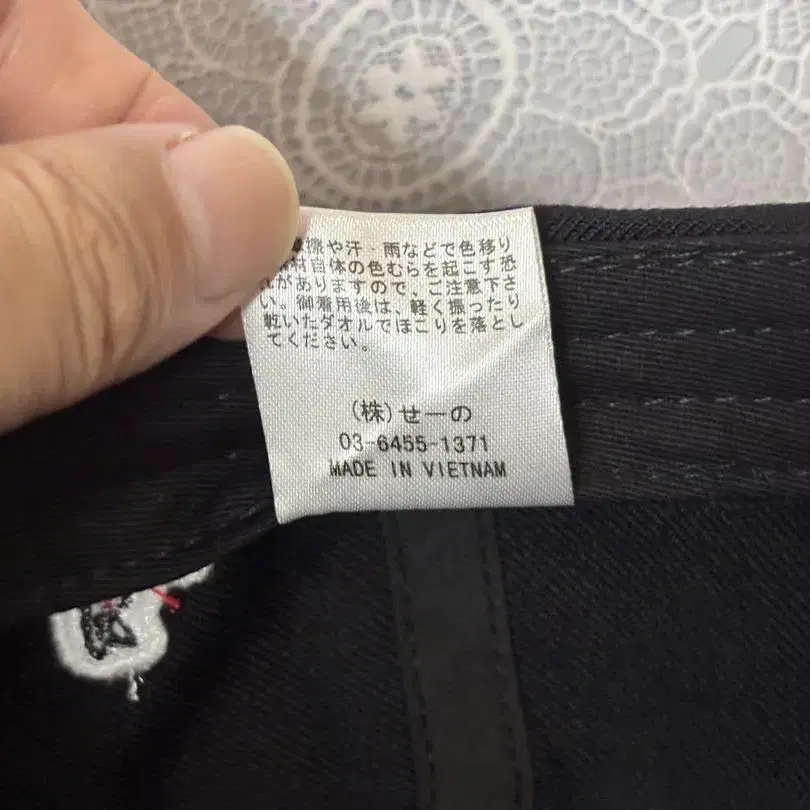 擦や汗・雨などで色移り
材自体の色むらを起こす恐
がありますので、ご注意下さ
い。御着用後は、軽く振ったり
乾いたタオルでほこりを落とし
てください。
(株)せーの
03-6455-1371
MADE IN VIETNAM